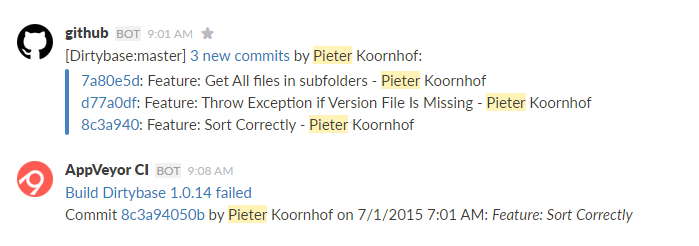 github BOT 9:01 AM
[Dirtybase:master] 3 new commits by Pieter Koornhof:
7a80e5d: Feature: Get All files in subfolders - Pieter Koornhof
d77a0df: Feature: Throw Exception if Version File Is Missing - Pieter Koornhof
8c3a940: Feature: Sort Correctly - Pieter Koornhof
AppVeyor CI BOT 9:08 AM
Build Dirtybase 1.0.14 failed
Commit 8c3a94050b by Pieter Koornhof on 7/1/2015 7:01 AM: Feature: Sort Correctly